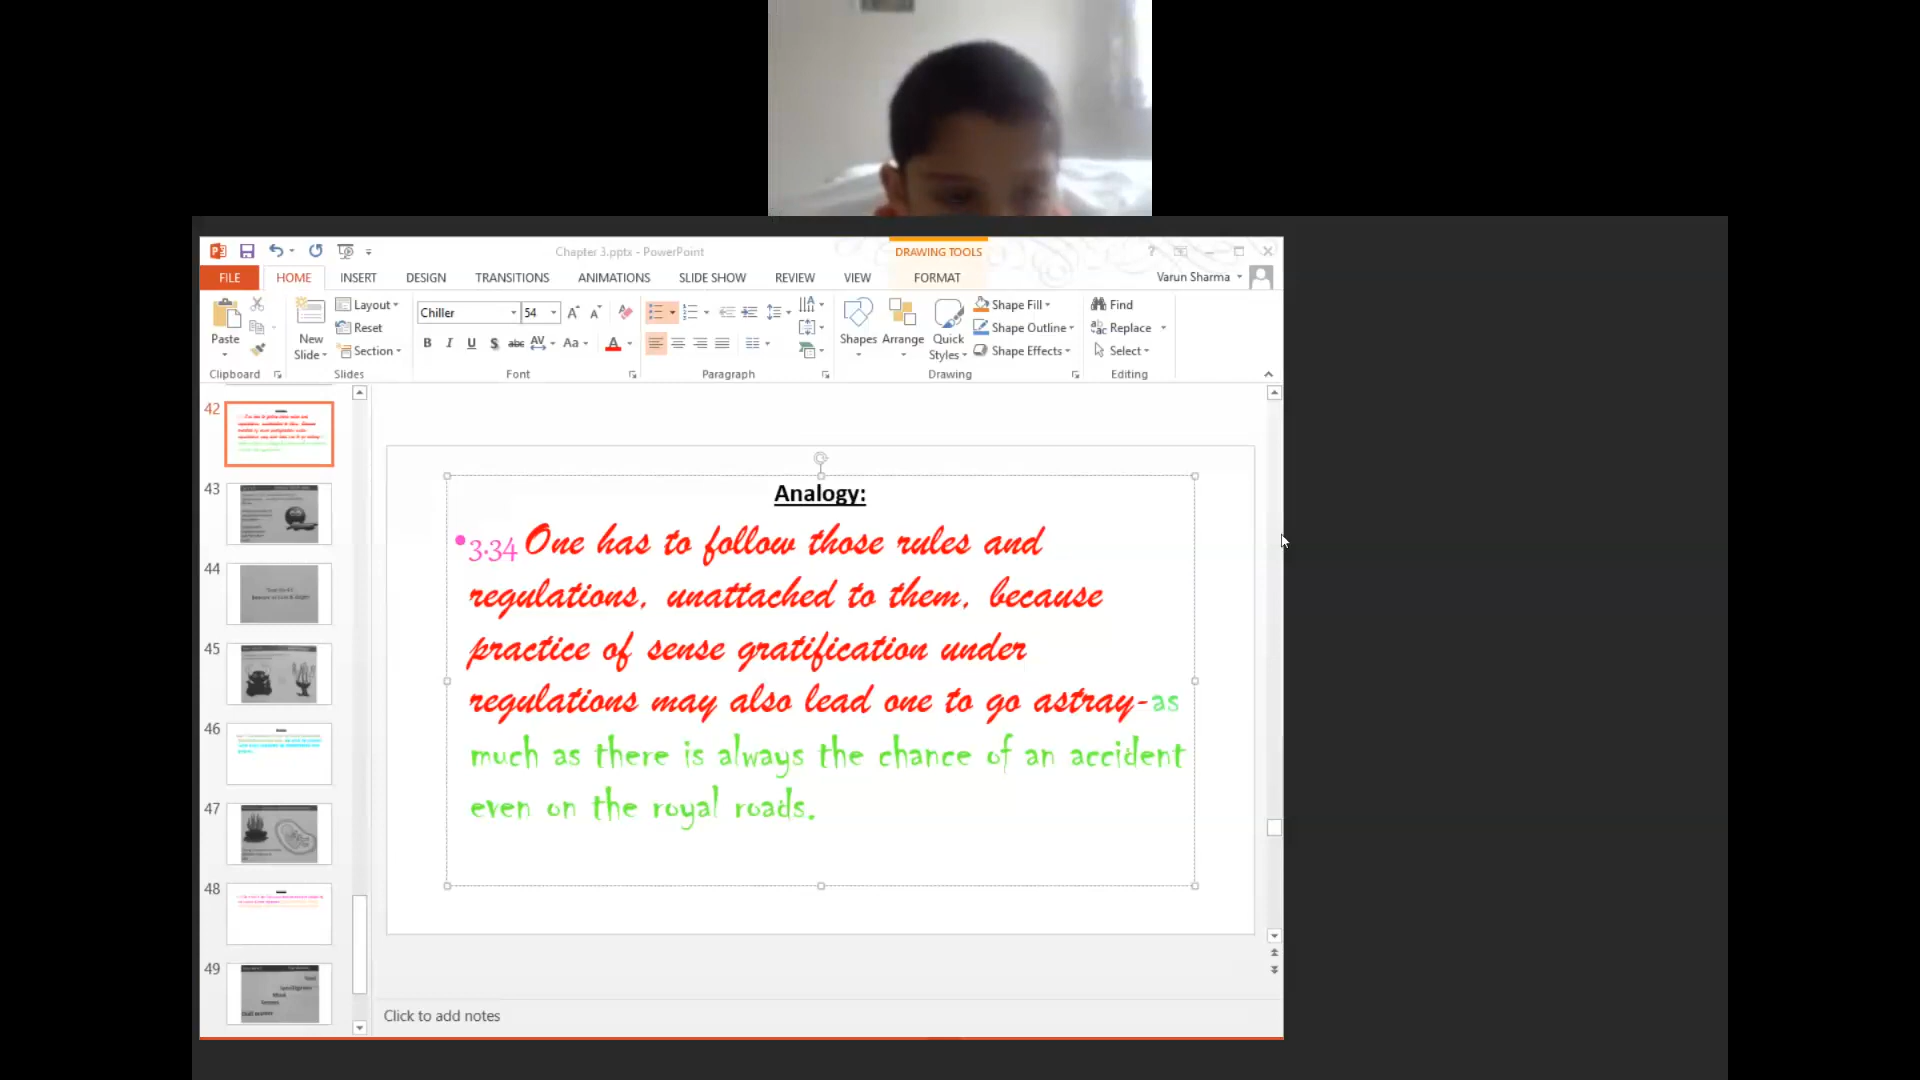 Chapter 3.pptx - PowerPoint
DRAWING TOOLS
?
FILE HOME INSERT DESIGN TRANSITIONS ANIMATIONS SLIDE SHOW REVIEW VIEW FORMAT
Varun Sharma
Paste
Clipboard
New
Slide
Layout
Reset
Section
Slides
Chiller 54
B I U S abc AV Aa A
Font
Paragraph
Shapes
Arrange
Quick
Styles
Shape Fill
Shape Outline
Shape Effects
Drawing
Find
Replace
Select
Editing
42
43
44
45
46
47
48
49
Analogy:
•3.34 One has to follow those rules and
regulations, unattached to them, because
practice of sense gratification under
regulations may also lead one to go astray-as
much as there is always the chance of an accident
even on the royal roads.
Click to add notes